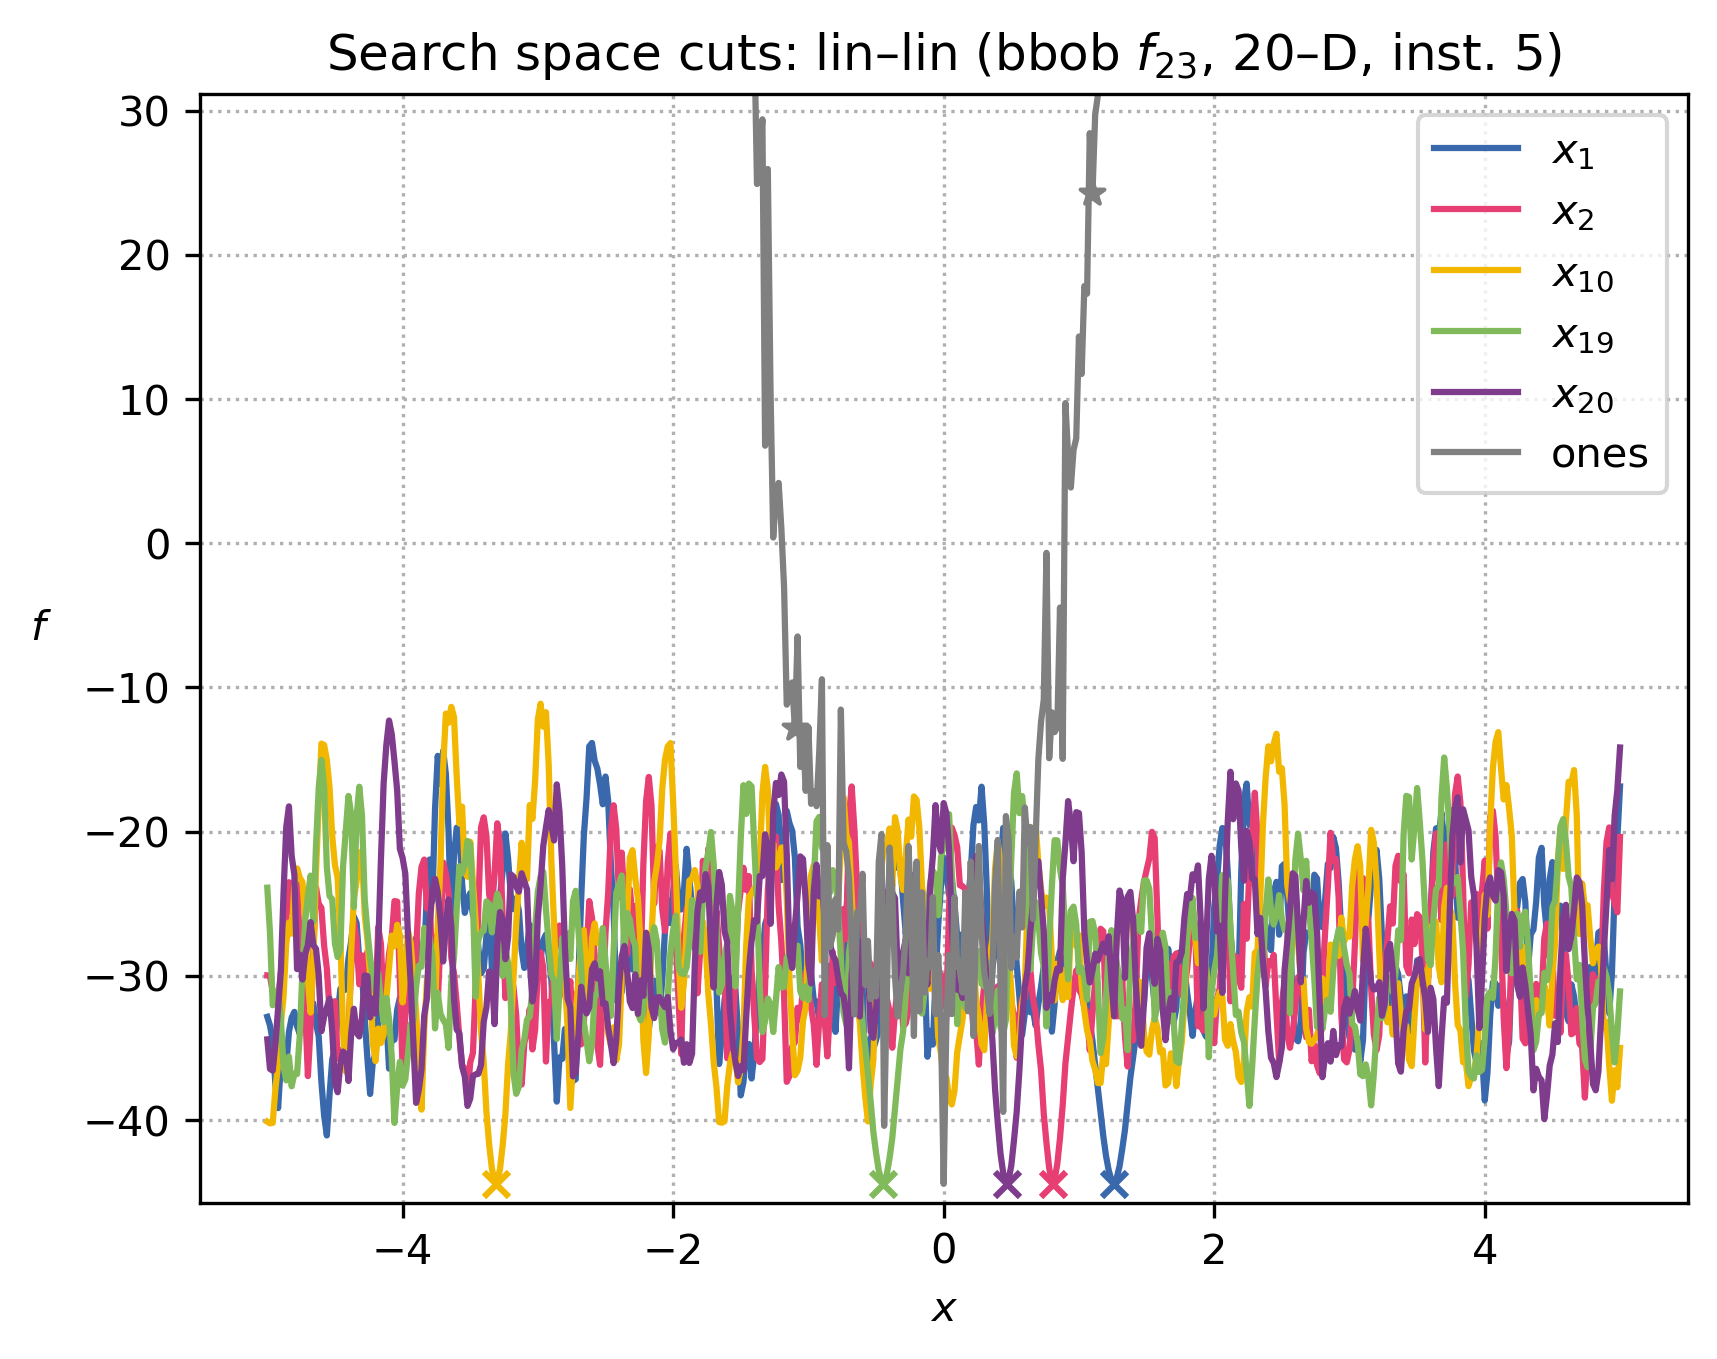 Search space cuts: lin–lin (bbob f23, 20–D, inst. 5)
30
20
10
0
−10
−20
−30
−40
f
−4
−2
0
2
4
x
x1
x2
x10
x19
x20
ones